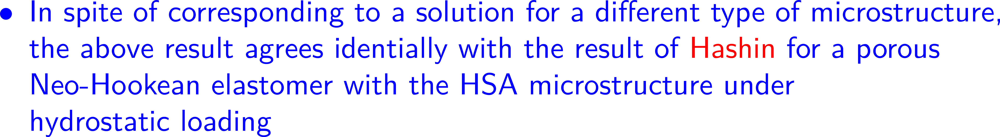 • In spite of corresponding to a solution for a different type of microstructure,
the above result agrees identially with the result of Hashin for a porous
Neo-Hookean elastomer with the HSA microstructure under
hydrostatic loading